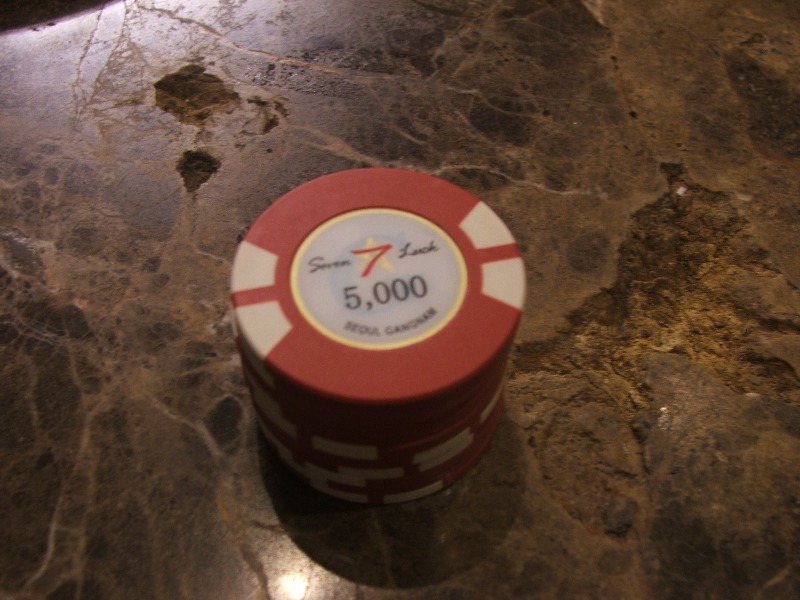 Seven 7 Luck
5,000
SEOUL GANGNAM